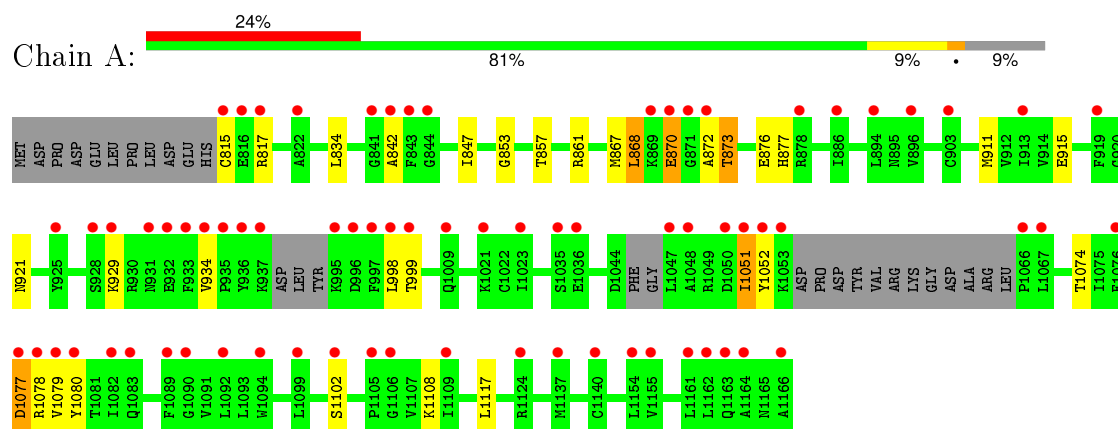 24%
Chain A:
81% 9% • 9%
MET ASP PRO ASP GLU LEU PRO LEU ASP GLU HIS C815 E816 R817 A822 L834 G841 A842 F843 G844 I847 G853 T857 R861 M867 L868 K869 E870 G871 A872 T873 E876 H877 R878 I886 L894 N895 V896 C903 M911 V912 I913 V914 E915 F919 G920
N921 Y925 S928 K929 R930 N931 E932 F933 V934 P935 Y936 K937 ASP LEU TYR K995 D996 F997 L998 T999 Q1009 K1021 C1022 I1023 S1035 E1036 D1044 PHE GLY L1047 A1048 R1049 D1050 I1051 Y1052 K1053 ASP PRO ASP TYR VAL ARG LYS GLY ASP ALA ARG LEU P1066 L1067 T1074 I1075 F1076
D1077 R1078 V1079 Y1080 T1081 I1082 Q1083 F1089 G1090 V1091 L1092 L1093 W1094 L1099 S1102 P1105 G1106 V1107 K1108 I1109 L1117 R1124 M1137 C1140 L1154 V1155 L1161 L1162 Q1163 A1164 N1165 A1166